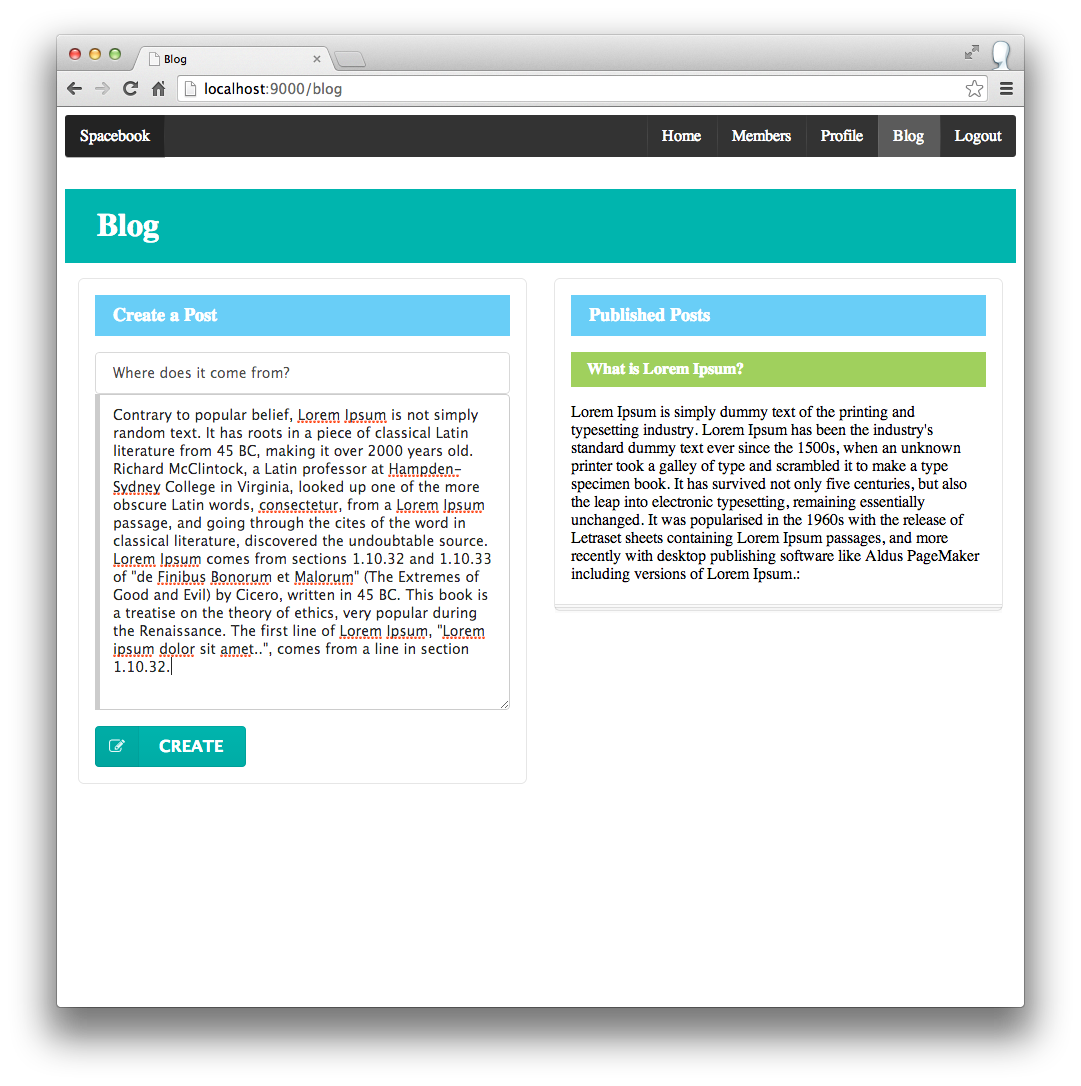 Blog
localhost:9000/blog
Spacebook
Home
Members
Profile
Blog
Logout
Blog
Create a Post
Where does it come from?
Contrary to popular belief, Lorem Ipsum is not simply
random text. It has roots in a piece of classical Latin
literature from 45 BC, making it over 2000 years old.
Richard McClintock, a Latin professor at Hampden-
Sydney College in Virginia, looked up one of the more
obscure Latin words, consectetur, from a Lorem Ipsum
passage, and going through the cites of the word in
classical literature, discovered the undoubtable source.
Lorem Ipsum comes from sections 1.10.32 and 1.10.33
of "de Finibus Bonorum et Malorum" (The Extremes of
Good and Evil) by Cicero, written in 45 BC. This book is
a treatise on the theory of ethics, very popular during
the Renaissance. The first line of Lorem Ipsum, "Lorem
ipsum dolor sit amet..", comes from a line in section
1.10.32.
CREATE
Published Posts
What is Lorem Ipsum?
Lorem Ipsum is simply dummy text of the printing and
typesetting industry. Lorem Ipsum has been the industry's
standard dummy text ever since the 1500s, when an unknown
printer took a galley of type and scrambled it to make a type
specimen book. It has survived not only five centuries, but also
the leap into electronic typesetting, remaining essentially
unchanged. It was popularised in the 1960s with the release of
Letraset sheets containing Lorem Ipsum passages, and more
recently with desktop publishing software like Aldus PageMaker
including versions of Lorem Ipsum.: